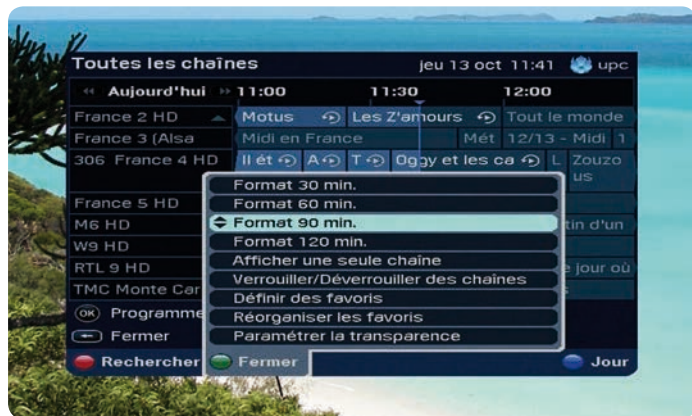 Toutes les chaînes jeu 13 oct 11:41 upc
Aujourd'hui 11:00 11:30 12:00
France 2 HD Motus Les Z'amours Tout le monde
France 3 (Alsa Midi en France Mét 12/13 - Midi 1
306 France 4 HD Il ét A T Oggy et les ca L Zouzo
us
Format 30 min.
France 5 HD Format 60 min.
M6 HD Format 90 min. tin d'un
W9 HD Format 120 min.
RTL 9 HD Afficher une seule chaîne e jour où
TMC Monte Car Verrouiller/Déverrouiller des chaînes
Définir des favoris
OK Programme Réorganiser les favoris
Fermer Paramétrer la transparence
Rechercher Fermer Jour